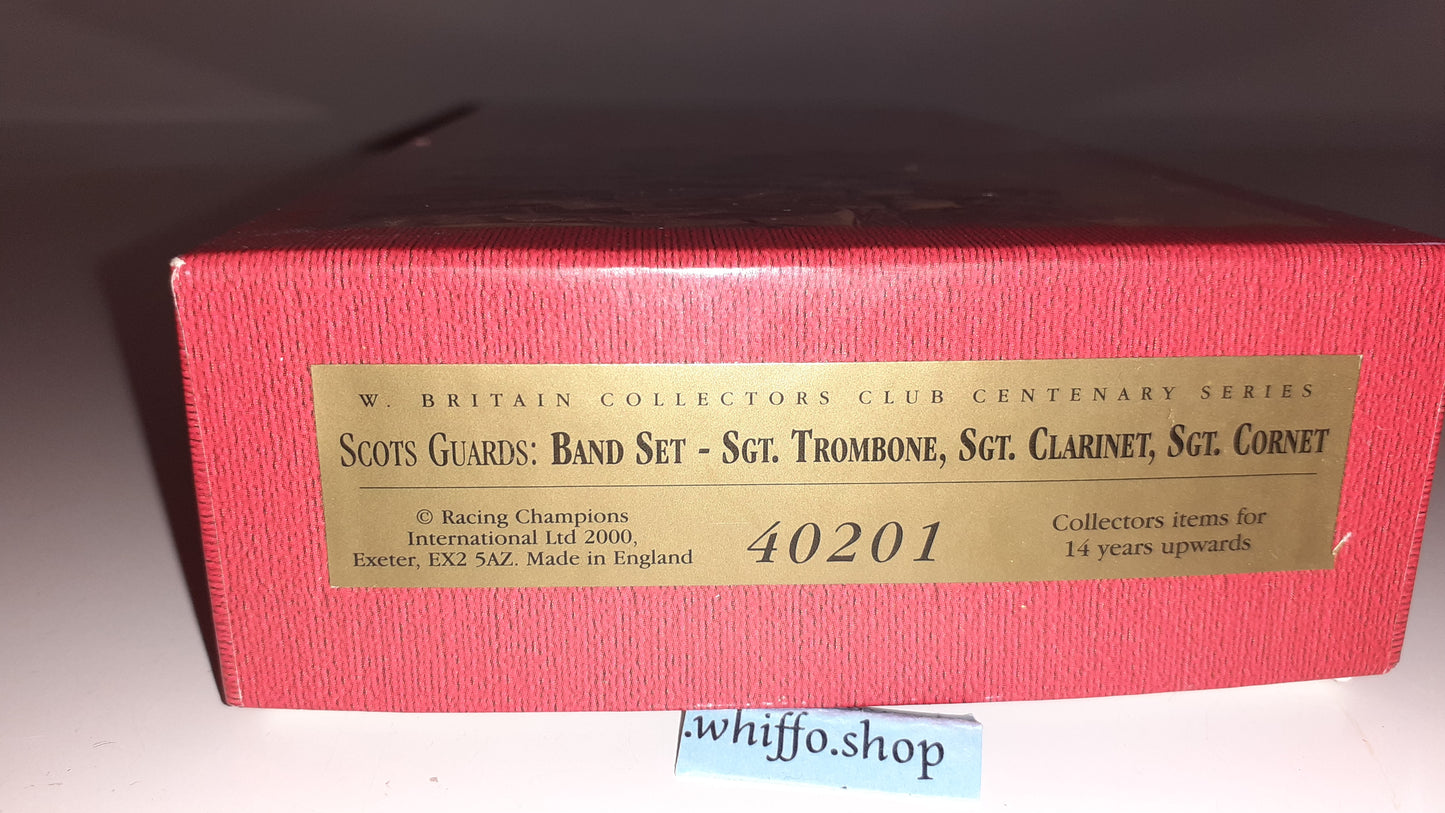 W. BRITAIN COLLECTORS CLUB CENTENARY SERIES
SCOTS GUARDS: BAND SET - SGT. TROMBONE, SGT. CLARINET, SGT. CORNET
© Racing Champions
International Ltd 2000,
Exeter, EX2 5AZ. Made in England
40201
Collectors items for
14 years upwards
.whiffo.shop